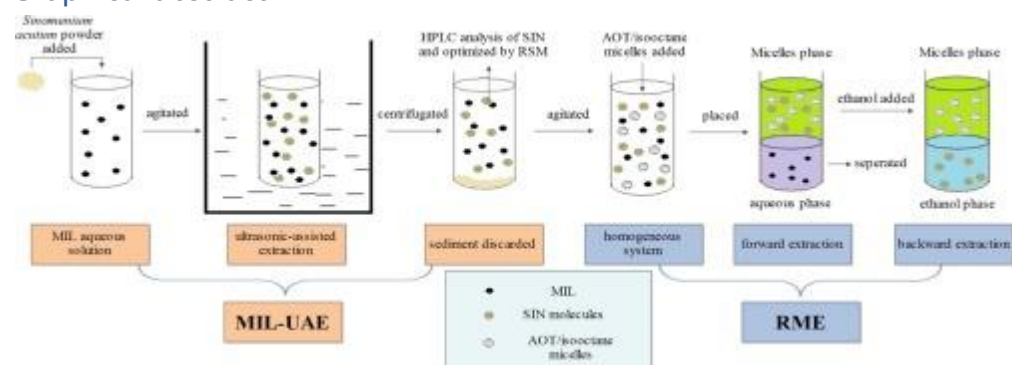 Sinomenium
acutum powder
added
agitated
centrifugated
HPLC analysis of SIN
and optimized by RSM
agitated
AOT/isooctane
micelles added
placed
Micelles phase
aqueous phase
ethanol added
seperated
Micelles phase
ethanol phase
MIL aqueous
solution
ultrasonic-assisted
extraction
sediment discarded
homogeneous
system
forward extraction
backward extraction
MIL-UAE
RME
MIL
SIN molecules
AOT/isooctane
micelles